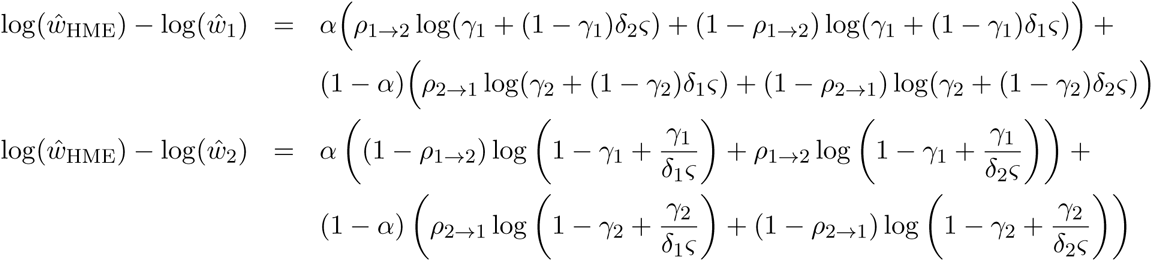 log(ŵ_HME) − log(ŵ_1) = α(ρ_{1→2} log(γ_1 + (1 − γ_1)δ_2ς) + (1 − ρ_{1→2}) log(γ_1 + (1 − γ_1)δ_1ς)) +
(1 − α)(ρ_{2→1} log(γ_2 + (1 − γ_2)δ_1ς) + (1 − ρ_{2→1}) log(γ_2 + (1 − γ_2)δ_2ς))
log(ŵ_HME) − log(ŵ_2) = α((1 − ρ_{1→2}) log(1 − γ_1 + γ_1/(δ_1ς)) + ρ_{1→2} log(1 − γ_1 + γ_1/(δ_2ς))) +
(1 − α)(ρ_{2→1} log(1 − γ_2 + γ_2/(δ_1ς)) + (1 − ρ_{2→1}) log(1 − γ_2 + γ_2/(δ_2ς)))